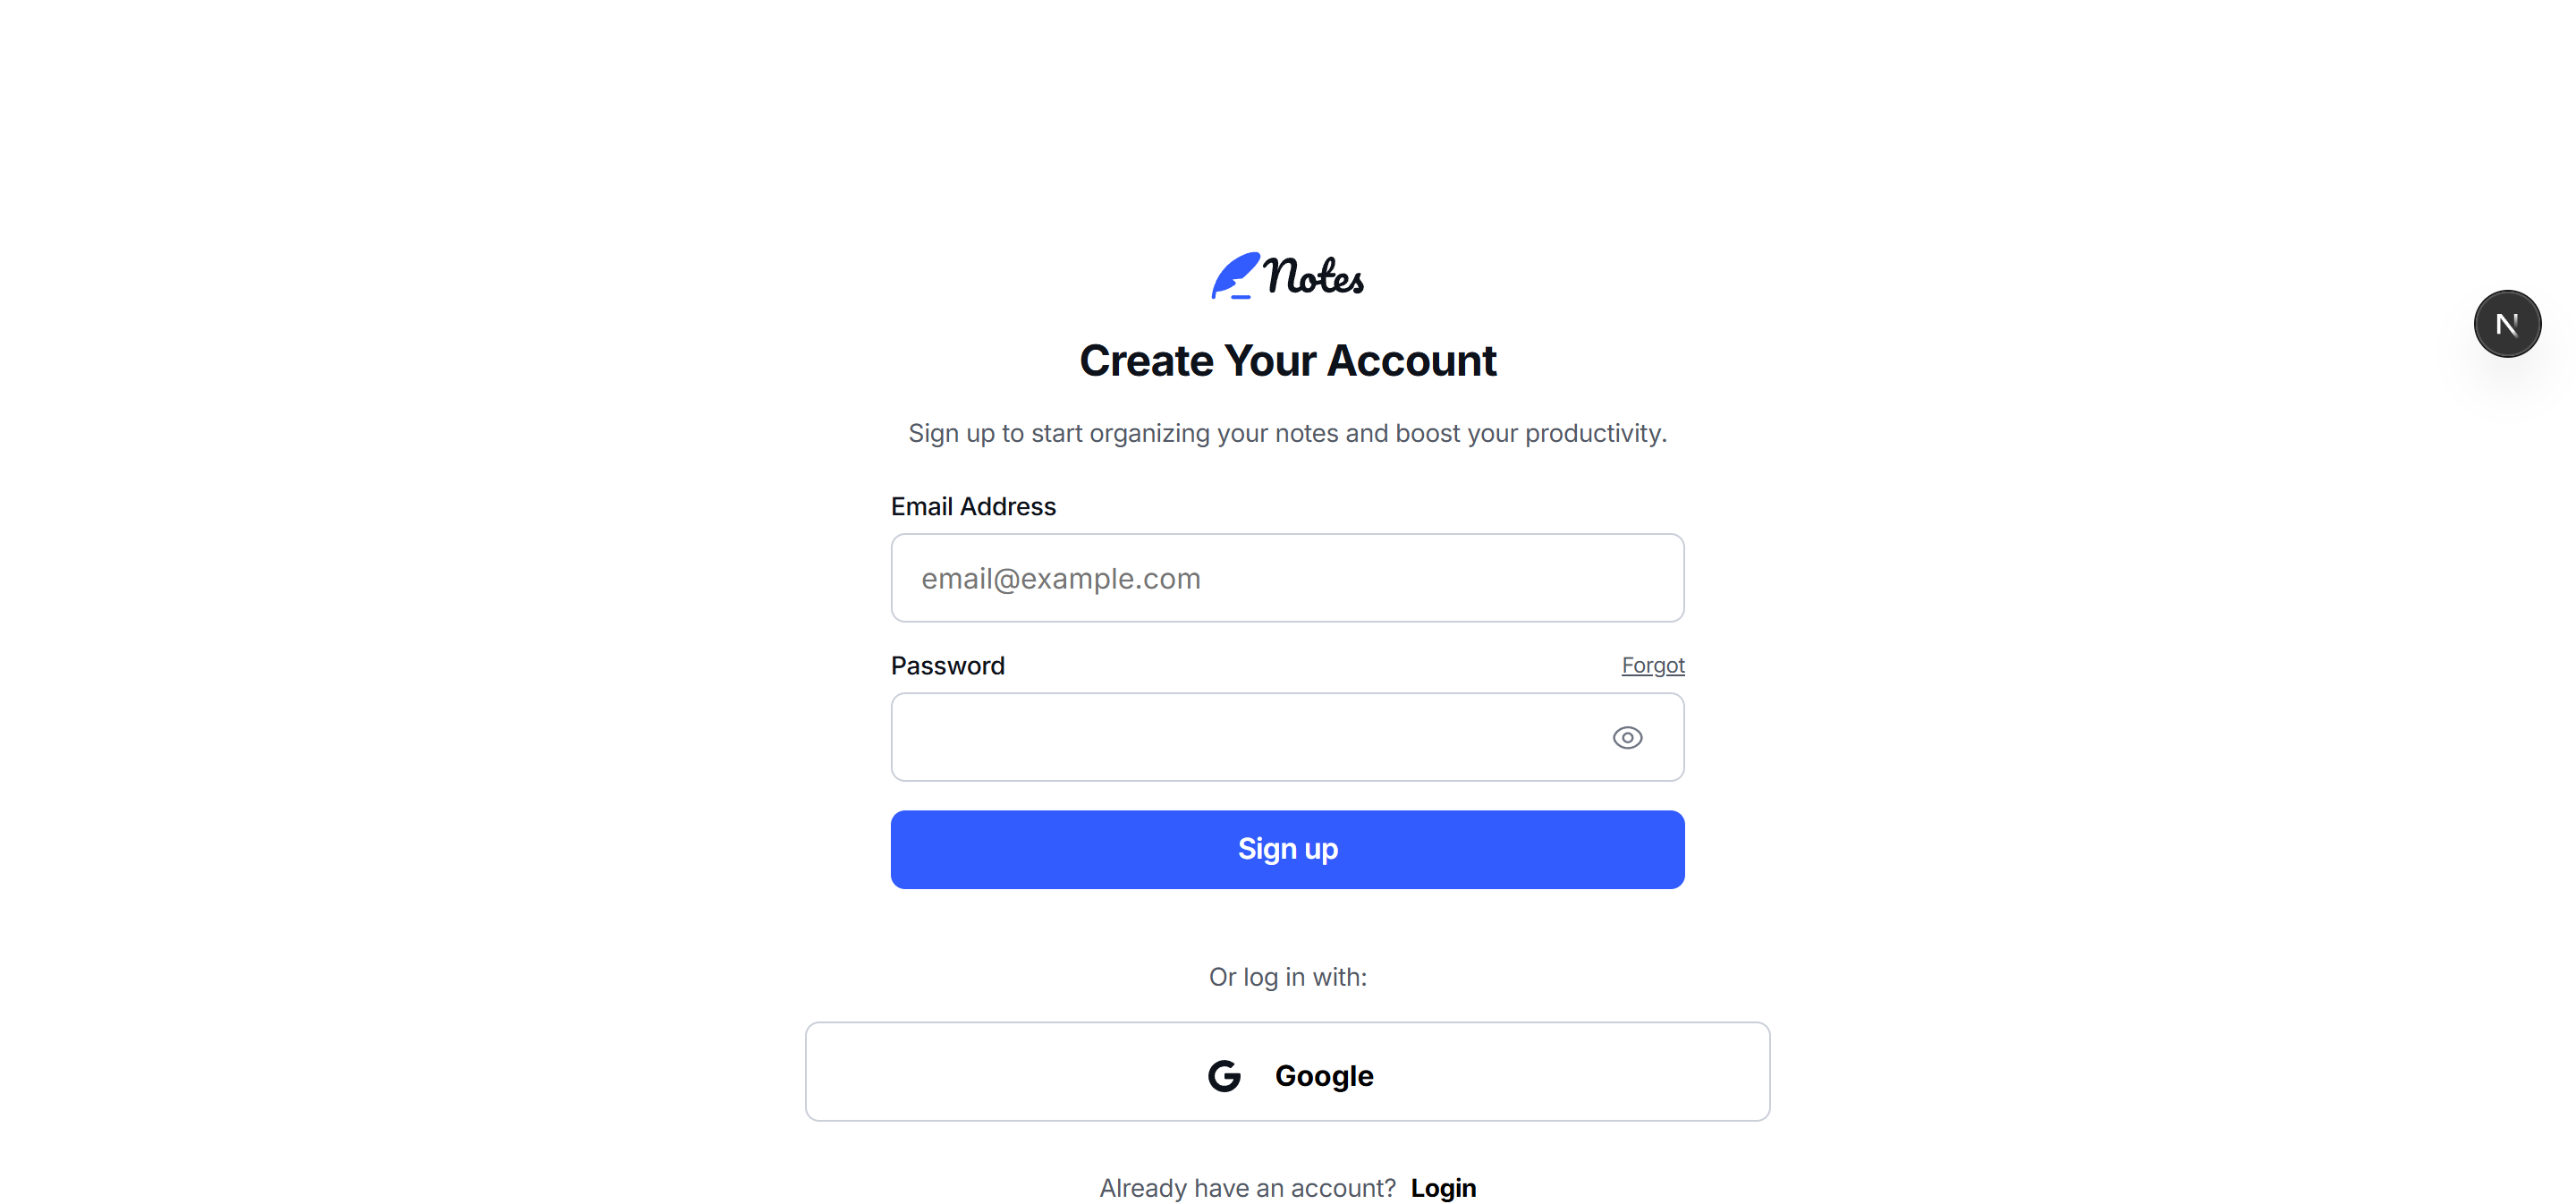 Notes
Create Your Account
Sign up to start organizing your notes and boost your productivity.
Email Address
email@example.com
Password Forgot
Sign up
Or log in with:
G Google
Already have an account? Login
N